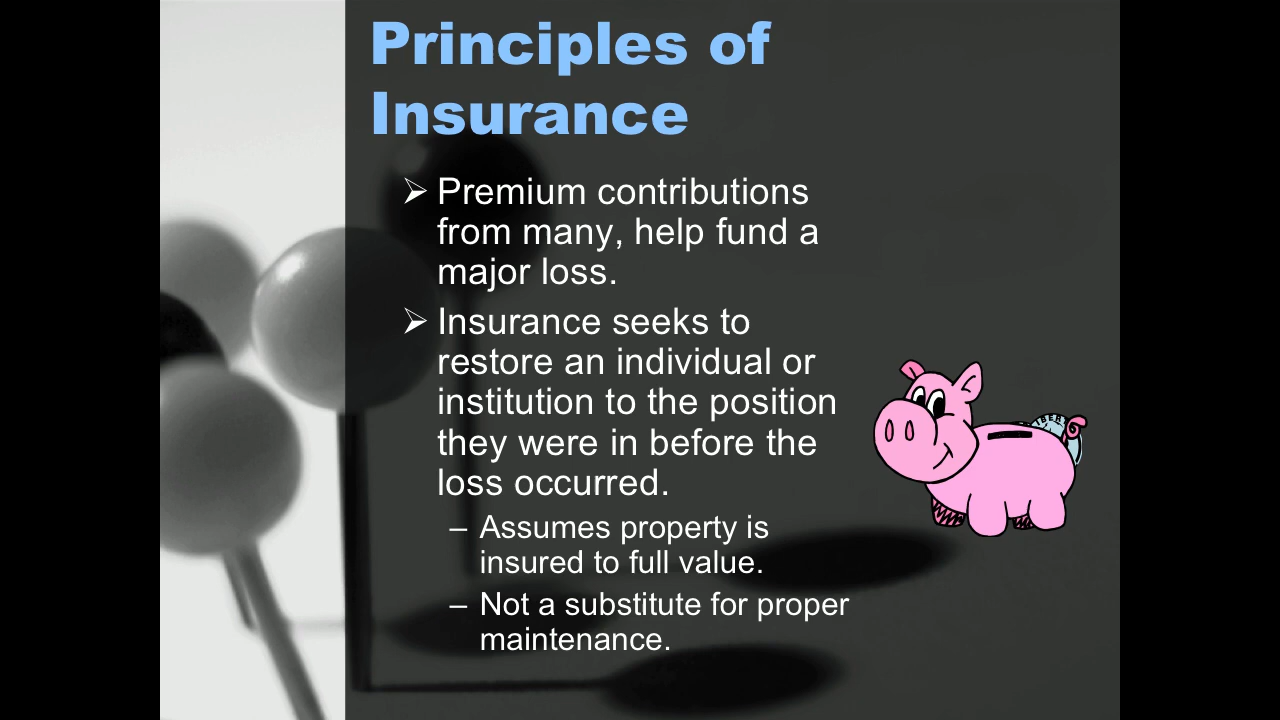 Principles of
Insurance
➢ Premium contributions
from many, help fund a
major loss.
➢ Insurance seeks to
restore an individual or
institution to the position
they were in before the
loss occurred.
– Assumes property is
insured to full value.
– Not a substitute for proper
maintenance.